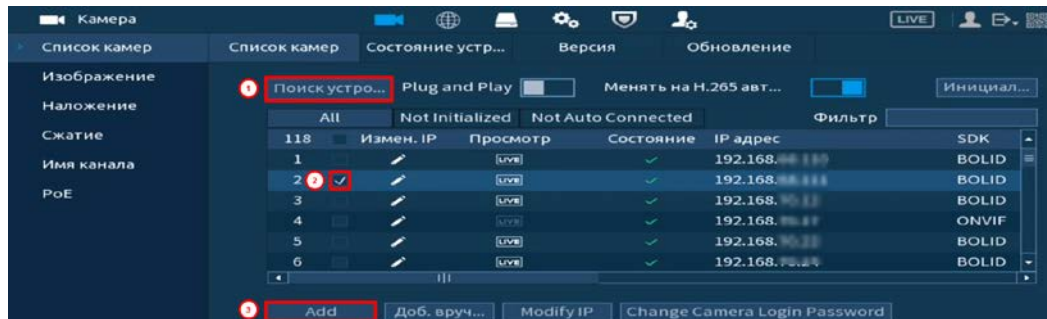 Камера LIVE
Список камер Список камер Состояние устр... Версия Обновление
Изображение
1 Поиск устро... Plug and Play Менять на H.265 авт... Инициал...
Наложение
All Not Initialized Not Auto Connected Фильтр
Сжатие
118 Измен. IP Просмотр Состояние IP адрес SDK
Имя канала
1 LIVE 192.168. BOLID
PoE
2 2 LIVE 192.168. BOLID
3 LIVE 192.168. BOLID
4 LIVE 192.168. ONVIF
5 LIVE 192.168. BOLID
6 LIVE 192.168. BOLID
3 Add Доб. вруч... Modify IP Change Camera Login Password